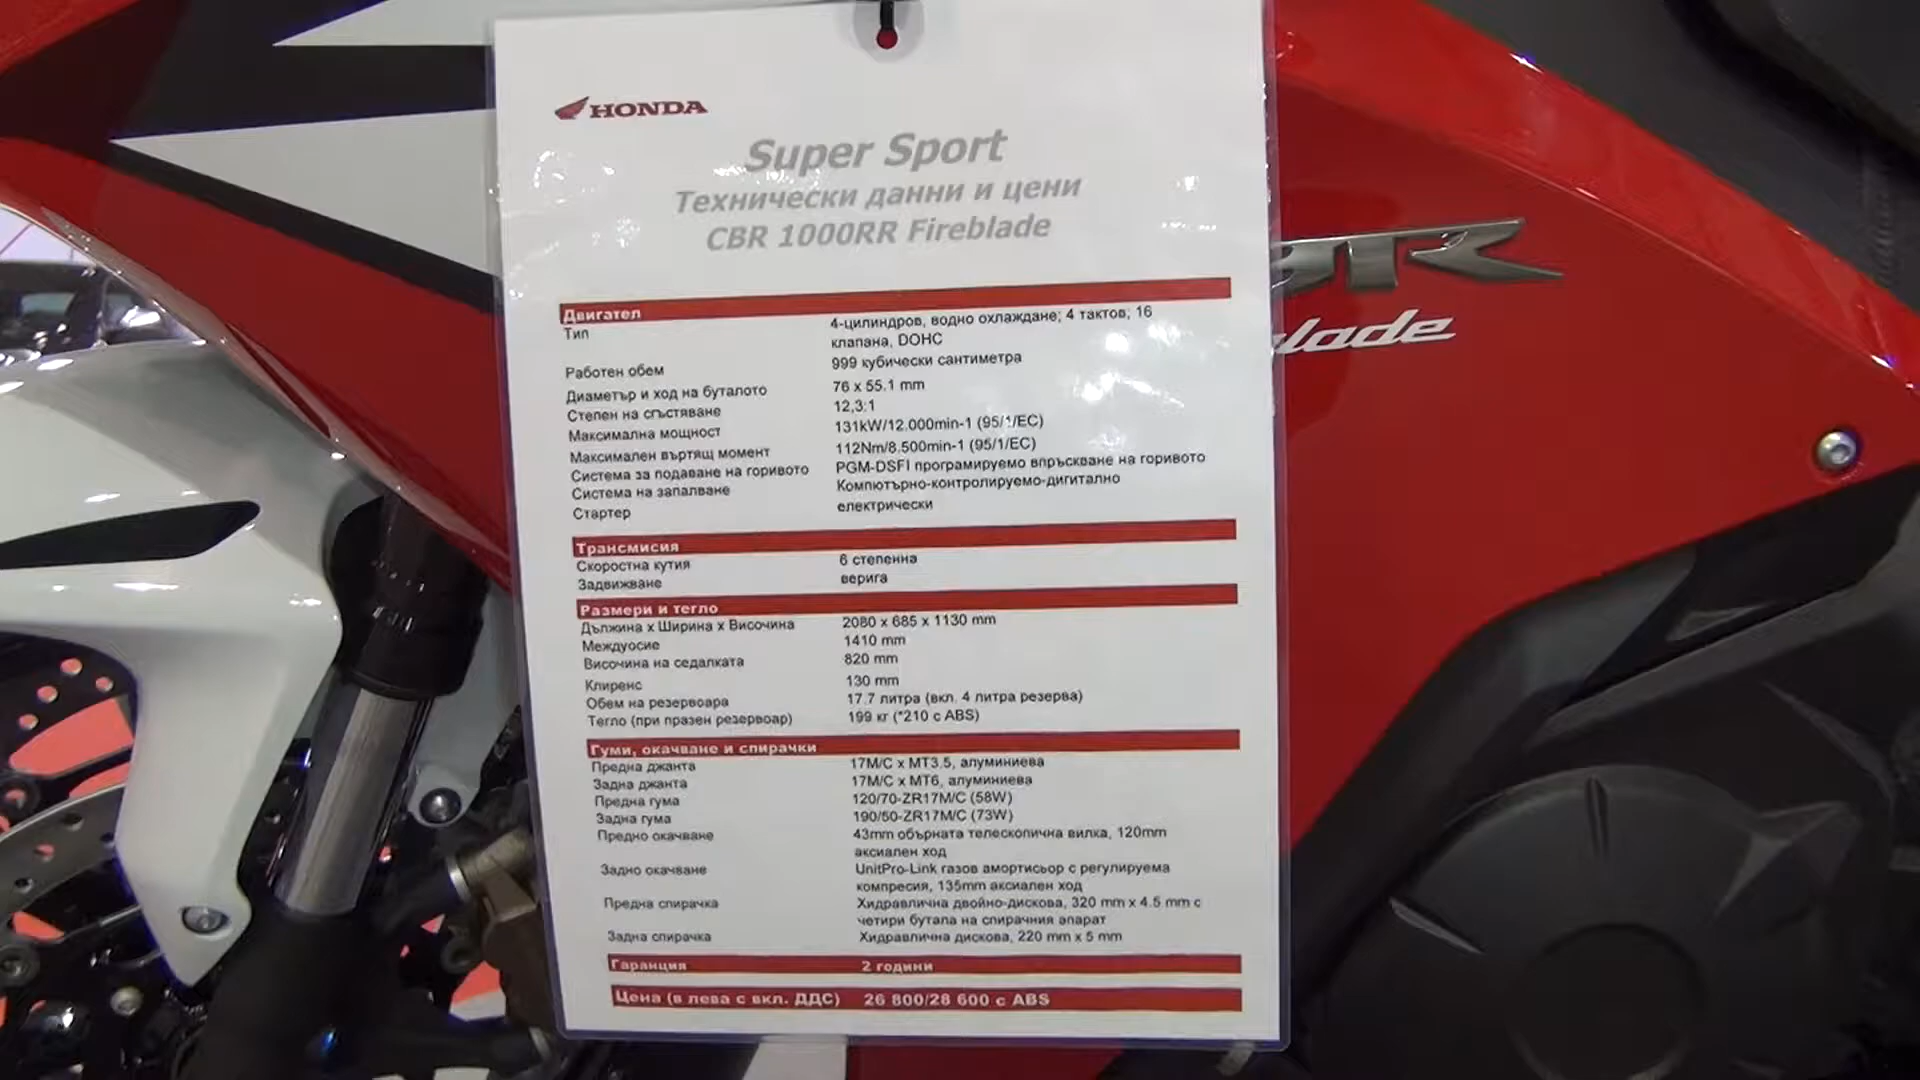 HONDA
Super Sport
Технически данни и цени
CBR 1000RR Fireblade
Двигател
Тип 4-цилиндров, водно охлаждане; 4 тактов; 16
клапана, DOHC
Работен обем 999 кубически сантиметра
Диаметър и ход на буталото 76 x 55.1 mm
Степен на сгъстяване 12,3:1
Максимална мощност 131kW/12.000min-1 (95/1/EC)
Максимален въртящ момент 112Nm/8.500min-1 (95/1/EC)
Система за подаване на горивото PGM-DSFI програмируемо впръскване на горивото
Система на запалване Компютърно-контролируемо-дигитално
Стартер електрически
Трансмисия
Скоростна кутия 6 степенна
Задвижване верига
Размери и тегло
Дължина x Ширина x Височина 2080 x 685 x 1130 mm
Междуосие 1410 mm
Височина на седалката 820 mm
Клиренс 130 mm
Обем на резервоара 17.7 литра (вкл. 4 литра резерва)
Тегло (при празен резервоар) 199 кг (*210 с ABS)
Гуми, окачване и спирачки
Предна джанта 17M/C x MT3.5, алуминиева
Задна джанта 17M/C x MT6, алуминиева
Предна гума 120/70-ZR17M/C (58W)
Задна гума 190/50-ZR17M/C (73W)
Предно окачване 43mm обърната телескопична вилка, 120mm
аксиален ход
Задно окачване UnitPro-Link газов амортисьор с регулируема
компресия, 135mm аксиален ход
Предна спирачка Хидравлична двойно-дискова, 320 mm x 4.5 mm с
четири бутала на спирачния апарат
Задна спирачка Хидравлична дискова, 220 mm x 5 mm
Гаранция 2 години
Цена (в лева с вкл. ДДС) 26 800/28 600 с ABS
BR
lade